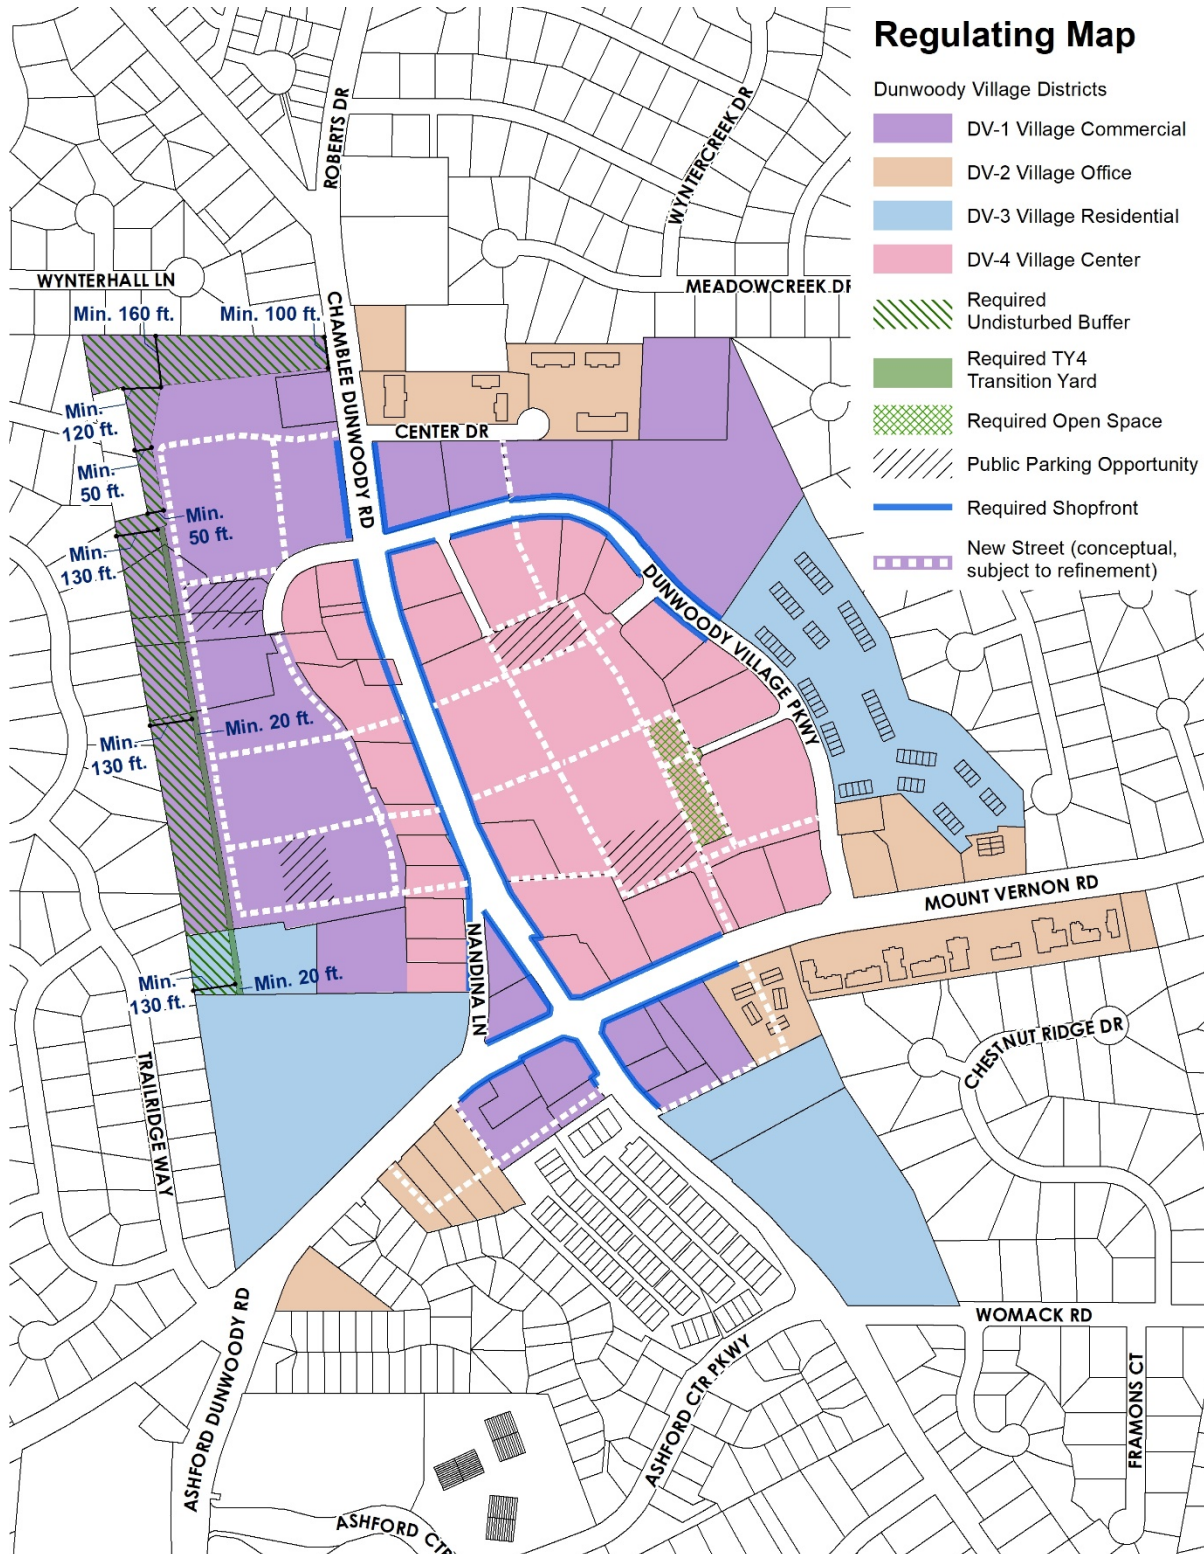 Regulating Map
Dunwoody Village Districts
DV-1 Village Commercial
DV-2 Village Office
DV-3 Village Residential
DV-4 Village Center
Required
Undisturbed Buffer
Required TY4
Transition Yard
Required Open Space
Public Parking Opportunity
Required Shopfront
New Street (conceptual,
subject to refinement)
ROBERTS DR
WYNTERCREEK DR
WYNTERHALL LN
MEADOWCREEK DR
Min. 160 ft.
Min. 100 ft.
CHAMBLEE DUNWOODY RD
Min.
120 ft.
CENTER DR
Min.
50 ft.
Min.
50 ft.
Min.
130 ft.
DUNWOODY VILLAGE PKWY
Min. 20 ft.
Min.
130 ft.
MOUNT VERNON RD
NANDINA LN
Min. 20 ft.
Min.
130 ft.
CHESTNUT RIDGE DR
TRAILRIDGE WAY
WOMACK RD
ASHFORD DUNWOODY RD
ASHFORD CTR PKWY
FRAMONS CT
ASHFORD CTR